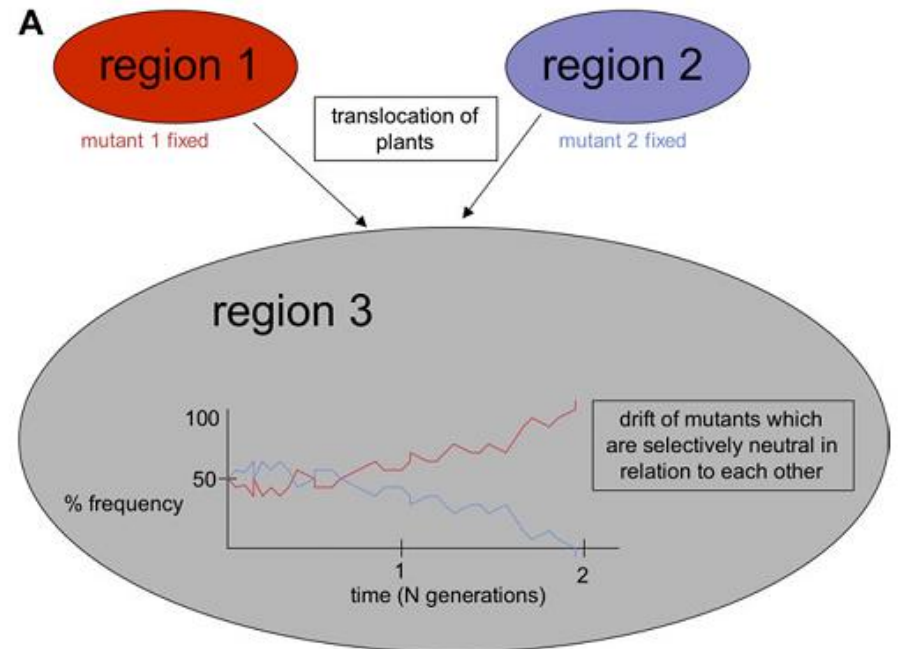 A
region 1
region 2
mutant 1 fixed
translocation of
plants
mutant 2 fixed
region 3
100
50
% frequency
drift of mutants which
are selectively neutral in
relation to each other
1
2
time (N generations)